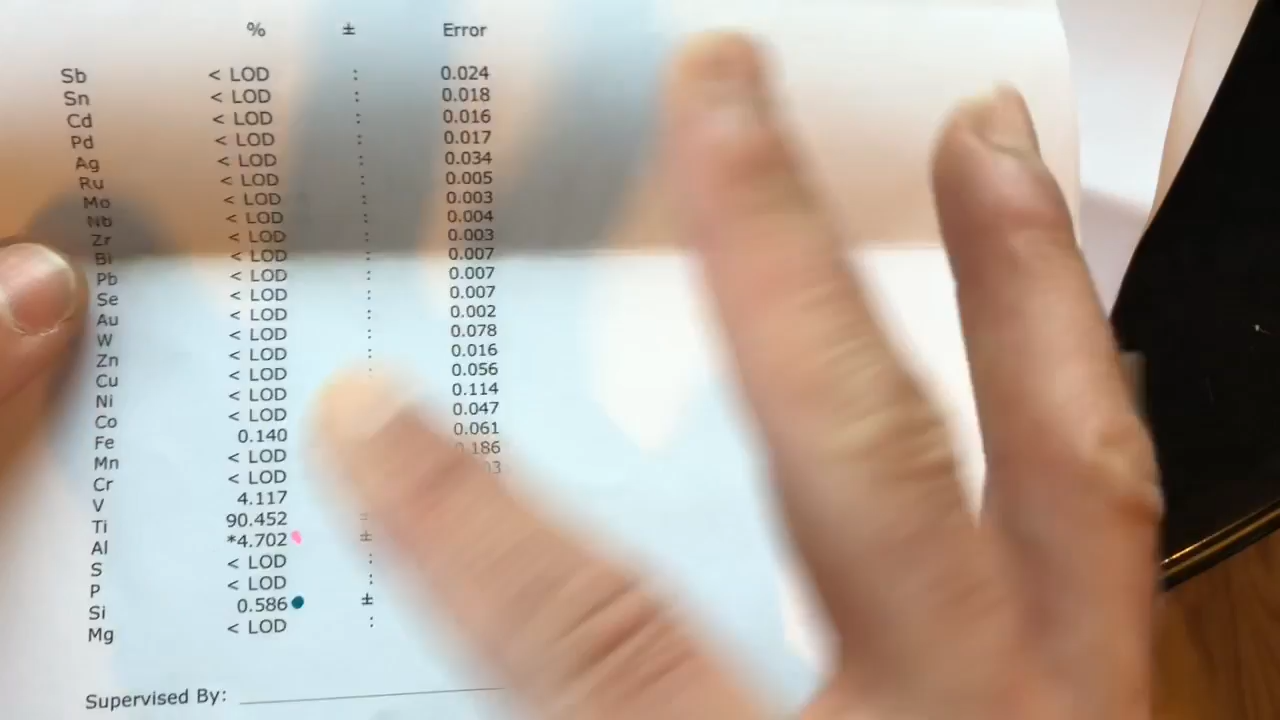 % ± Error
Sb < LOD : 0.024
Sn < LOD : 0.018
Cd < LOD : 0.016
Pd < LOD : 0.017
Ag < LOD : 0.034
Ru < LOD : 0.005
Mo < LOD : 0.003
Nb < LOD : 0.004
Zr < LOD : 0.003
Bi < LOD : 0.007
Pb < LOD : 0.007
Se < LOD : 0.007
Au < LOD : 0.002
W < LOD : 0.078
Zn < LOD : 0.016
Cu < LOD : 0.056
Ni < LOD 0.114
Co < LOD 0.047
Fe 0.140 0.061
Mn < LOD
Cr < LOD
V 4.117
Ti 90.452 ±
Al *4.702 ±
S < LOD :
P < LOD :
Si 0.586 ±
Mg < LOD :
Supervised By: